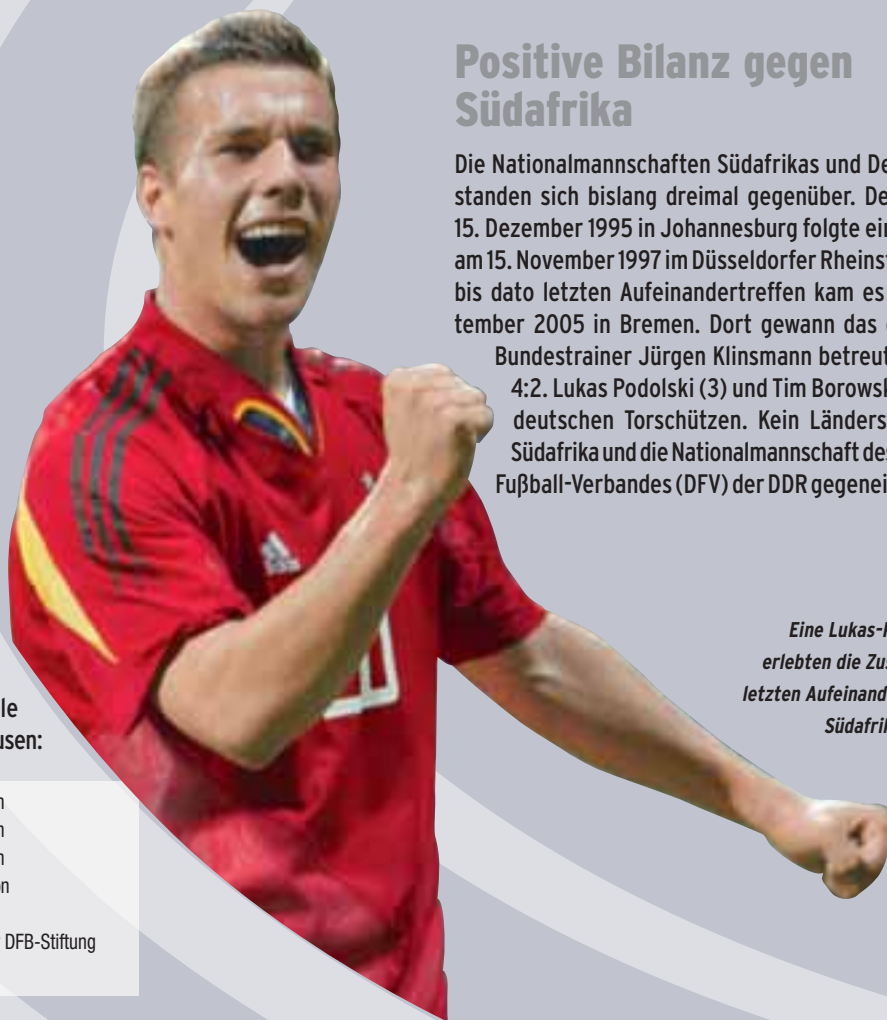 Positive Bilanz gegen
Südafrika
Die Nationalmannschaften Südafrikas und De
standen sich bislang dreimal gegenüber. De
15. Dezember 1995 in Johannesburg folgte ein
am 15. November 1997 im Düsseldorfer Rheinst
bis dato letzten Aufeinandertreffen kam es
tember 2005 in Bremen. Dort gewann das
Bundestrainer Jürgen Klinsmann betreut
4:2. Lukas Podolski (3) und Tim Borowsk
deutschen Torschützen. Kein Länders
Südafrika und die Nationalmannschaft des
Fußball-Verbandes (DFV) der DDR gegenei
Eine Lukas-
erlebten die Zus
letzten Aufeinand
Südafrik
le
usen:
n
n
n
on
DFB-Stiftung